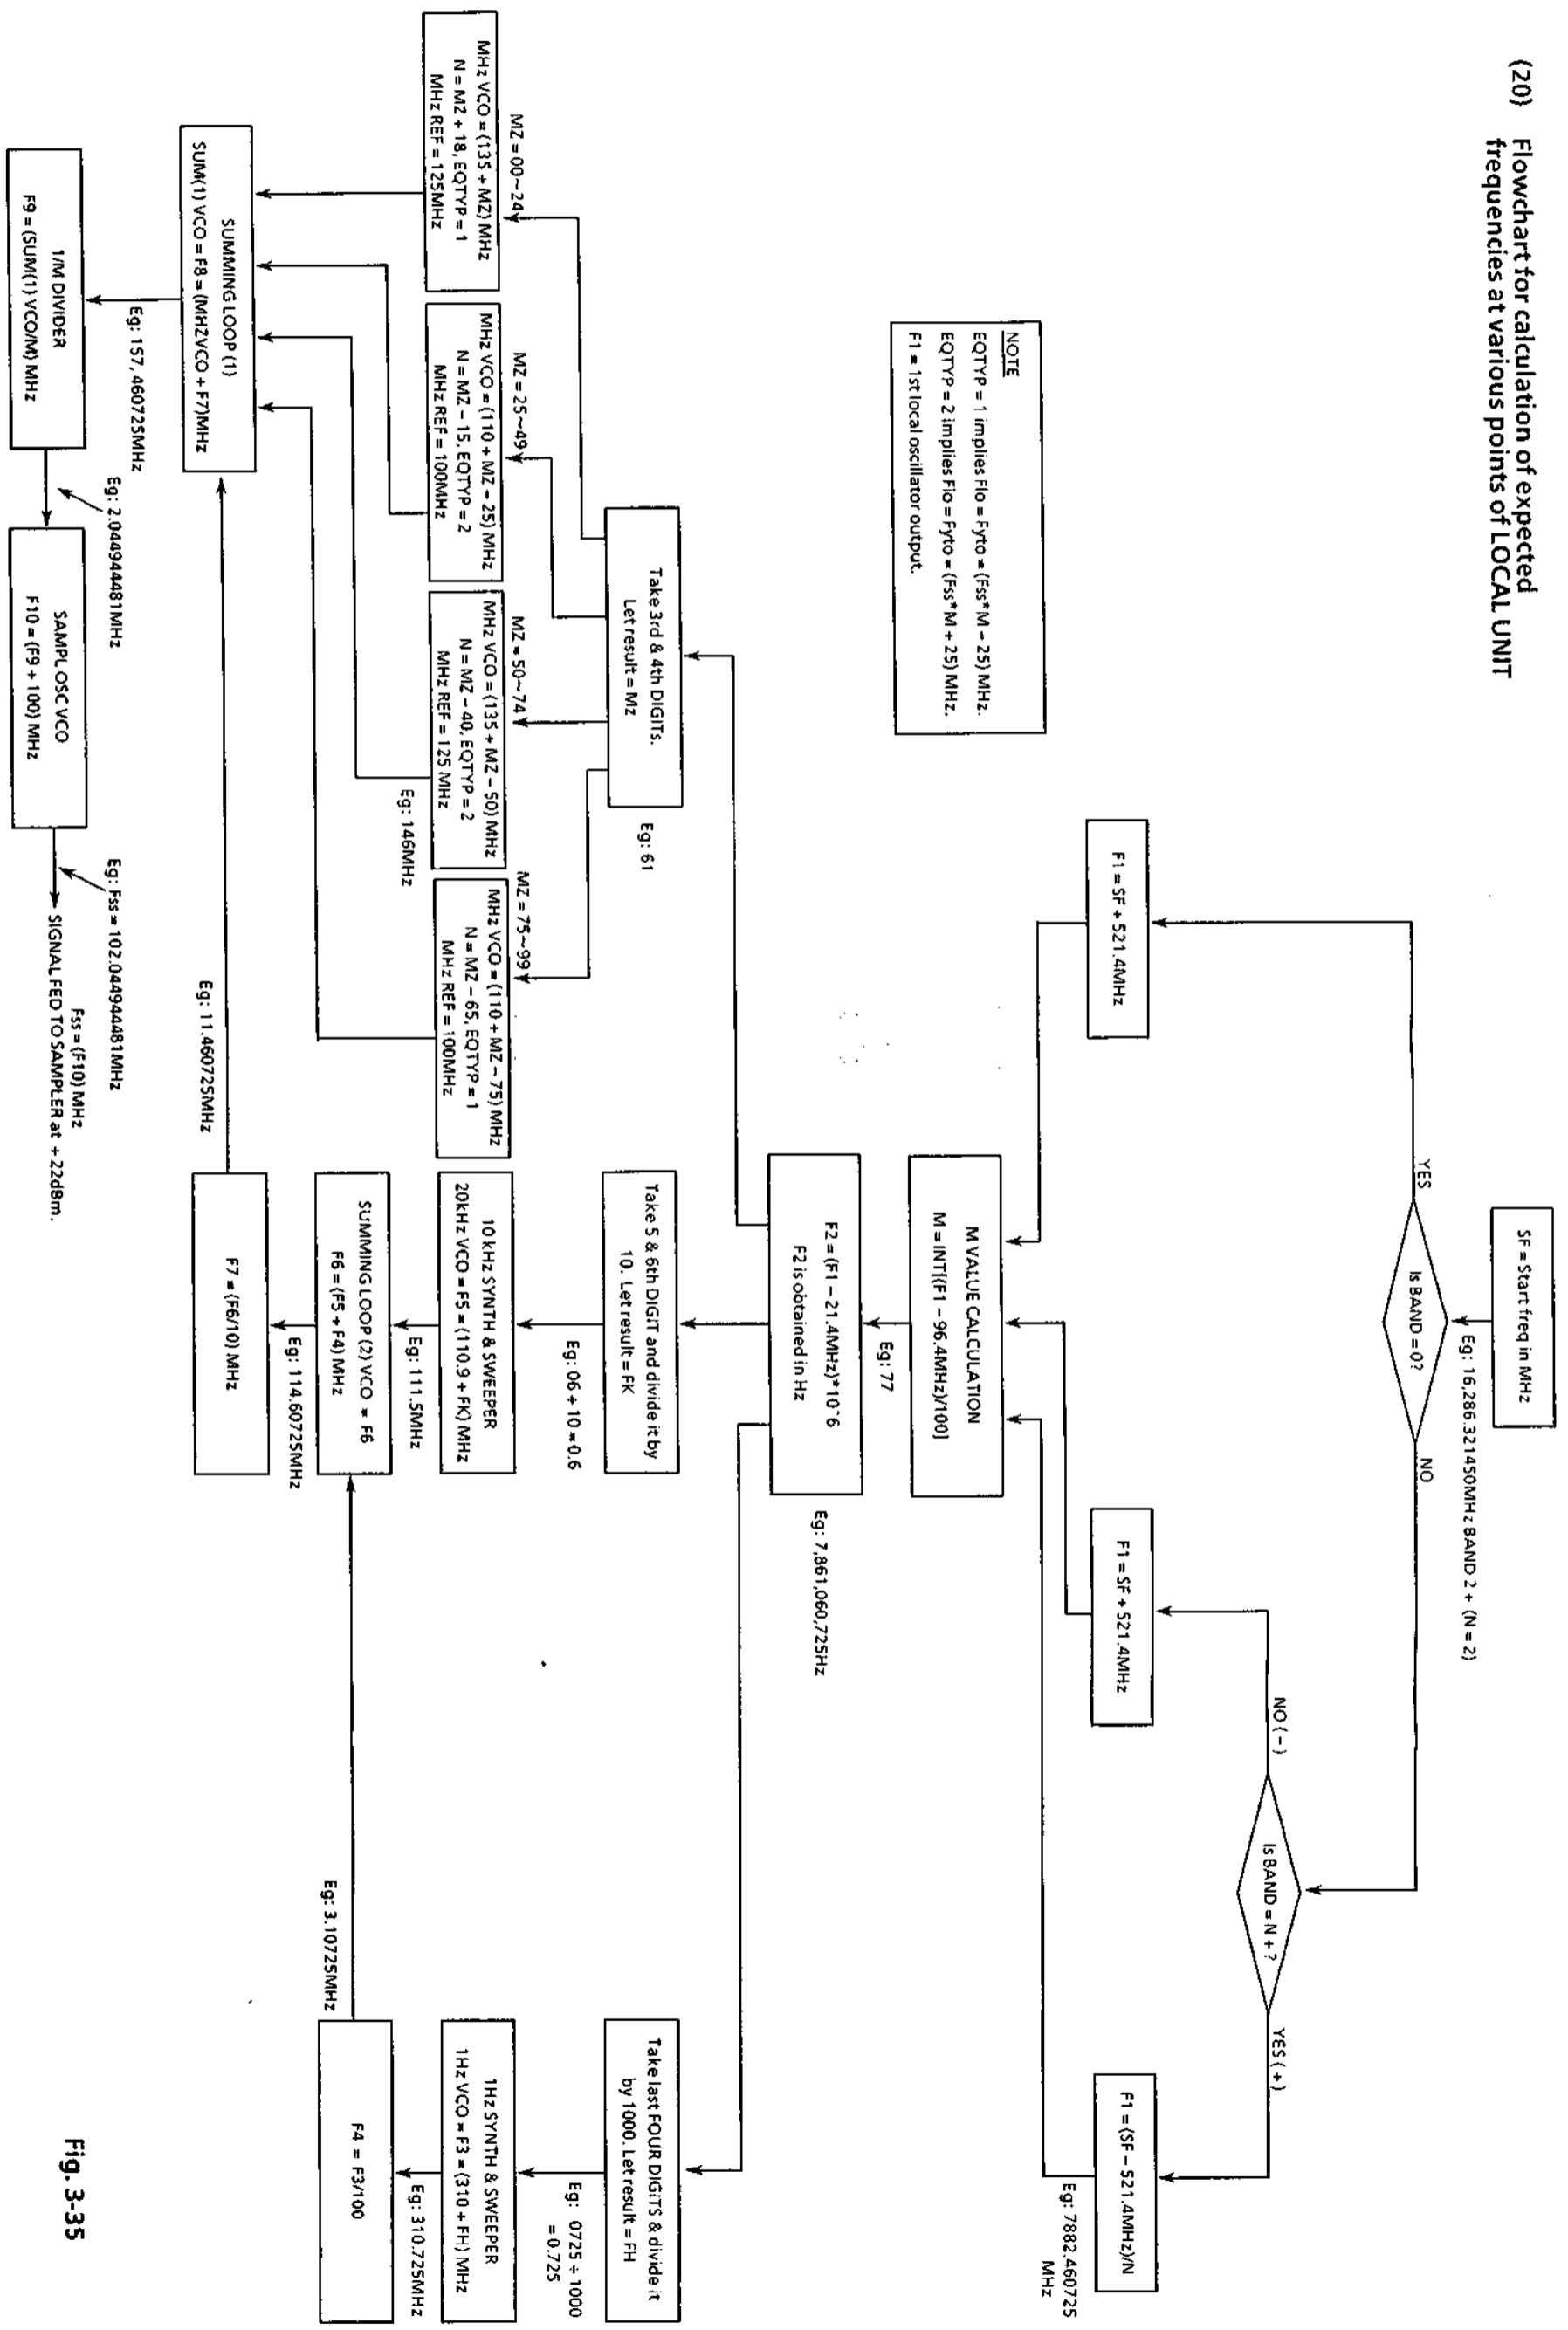 (20) Flowchart for calculation of expected
frequencies at various points of LOCAL UNIT
SF = Start freq in MHz
Eg: 16,286.321450MHz BAND 2 + (N = 2)
Is BAND = 0?
YES
NO
Is BAND = N + ?
NO ( − )
YES ( + )
F1 = SF + 521.4MHz
F1 = SF + 521.4MHz
F1 = (SF − 521.4MHz)/N
Eg: 7882.460725
MHz
NOTE
EQTYP = 1 implies Flo = Fyto = (Fss*M − 25) MHz.
EQTYP = 2 implies Flo = Fyto = (Fss*M + 25) MHz.
F1 = 1st local oscillator output.
M VALUE CALCULATION
M = INT[(F1 − 96.4MHz)/100]
Eg: 77
F2 = (F1 − 21.4MHz)*10^6
F2 is obtained in Hz
Eg: 7,861,060,725Hz
Take 3rd & 4th DIGITs.
Let result = Mz
Eg: 61
Take 5 & 6th DIGIT and divide it by
10. Let result = FK
Eg: 06 ÷ 10 = 0.6
Take last FOUR DIGITS & divide it
by 1000. Let result = FH
Eg: 0725 ÷ 1000
= 0.725
MZ = 00~24
MZ = 25~49
MZ = 50~74
MZ = 75~99
MHz VCO = (135 + MZ) MHz
N = MZ + 18, EQTYP = 1
MHz REF = 125MHz
MHz VCO = (110 + MZ − 25) MHz
N = MZ − 15, EQTYP = 2
MHz REF = 100MHz
MHz VCO = (135 + MZ − 50) MHz
N = MZ − 40, EQTYP = 2
MHz REF = 125 MHz
Eg: 146MHz
MHz VCO = (110 + MZ − 75) MHz
N = MZ − 65, EQTYP = 1
MHz REF = 100MHz
10 kHz SYNTH & SWEEPER
20kHz VCO = F5 = (110.9 + FK) MHz
Eg: 111.5MHz
1Hz SYNTH & SWEEPER
1Hz VCO = F3 = (310 + FH) MHz
Eg: 310.725MHz
SUMMING LOOP (2) VCO = F6
F6 = (F5 + F4) MHz
Eg: 114.60725MHz
Eg: 3.10725MHz
F4 = F3/100
SUMMING LOOP (1)
SUM(1) VCO = F8 = (MHZVCO + F7)MHz
Eg: 11.460725MHz
F7 = (F6/10) MHz
Eg: 157, 460725MHz
Eg: 2.044944481MHz
Eg: Fss = 102.044944481MHz
1/M DIVIDER
F9 = (SUM(1) VCO/M) MHz
SAMPL OSC VCO
F10 = (F9 + 100) MHz
Fss = (F10) MHz
SIGNAL FED TO SAMPLER at + 22dBm.
Fig. 3-35